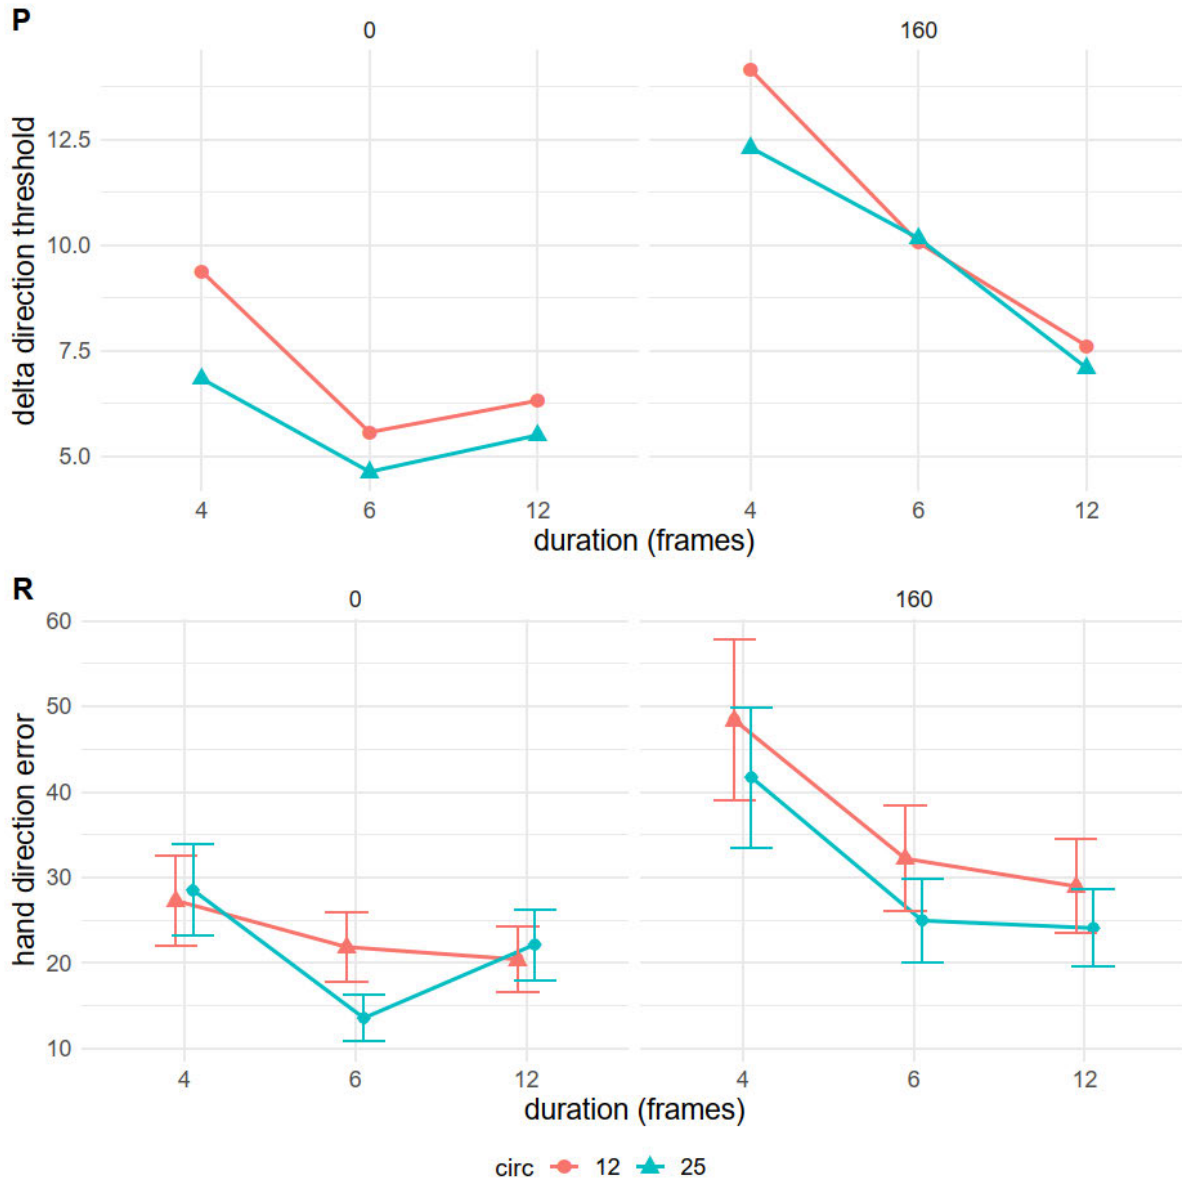 P
0 160
delta direction threshold
12.5
10.0
7.5
5.0
4 6 12 4 6 12
duration (frames)
R
0 160
hand direction error
60
50
40
30
20
10
4 6 12 4 6 12
duration (frames)
circ 12 25